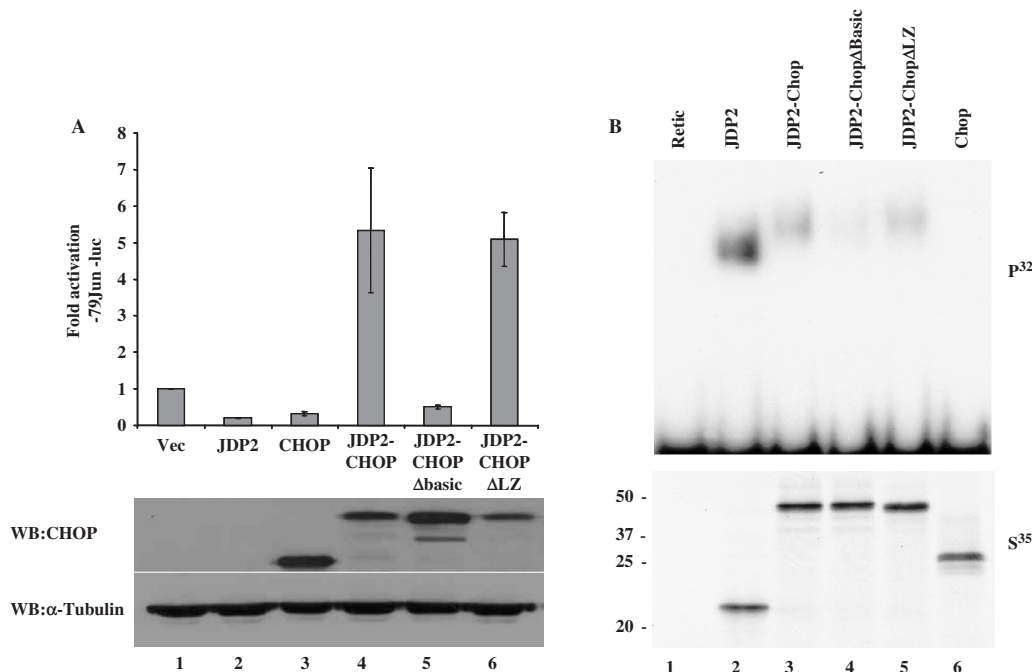 A
8
7
6
5
4
3
2
1
0
Fold activation
-79Jun -luc
Vec
JDP2
CHOP
JDP2-
CHOP
JDP2-
CHOP
Δbasic
JDP2-
CHOP
ΔLZ
WB:CHOP
WB:α-Tubulin
1 2 3 4 5 6
B
Retic
JDP2
JDP2-Chop
JDP2-ChopΔBasic
JDP2-ChopΔLZ
Chop
P32
50 -
37 -
25 -
20 -
S35
1 2 3 4 5 6